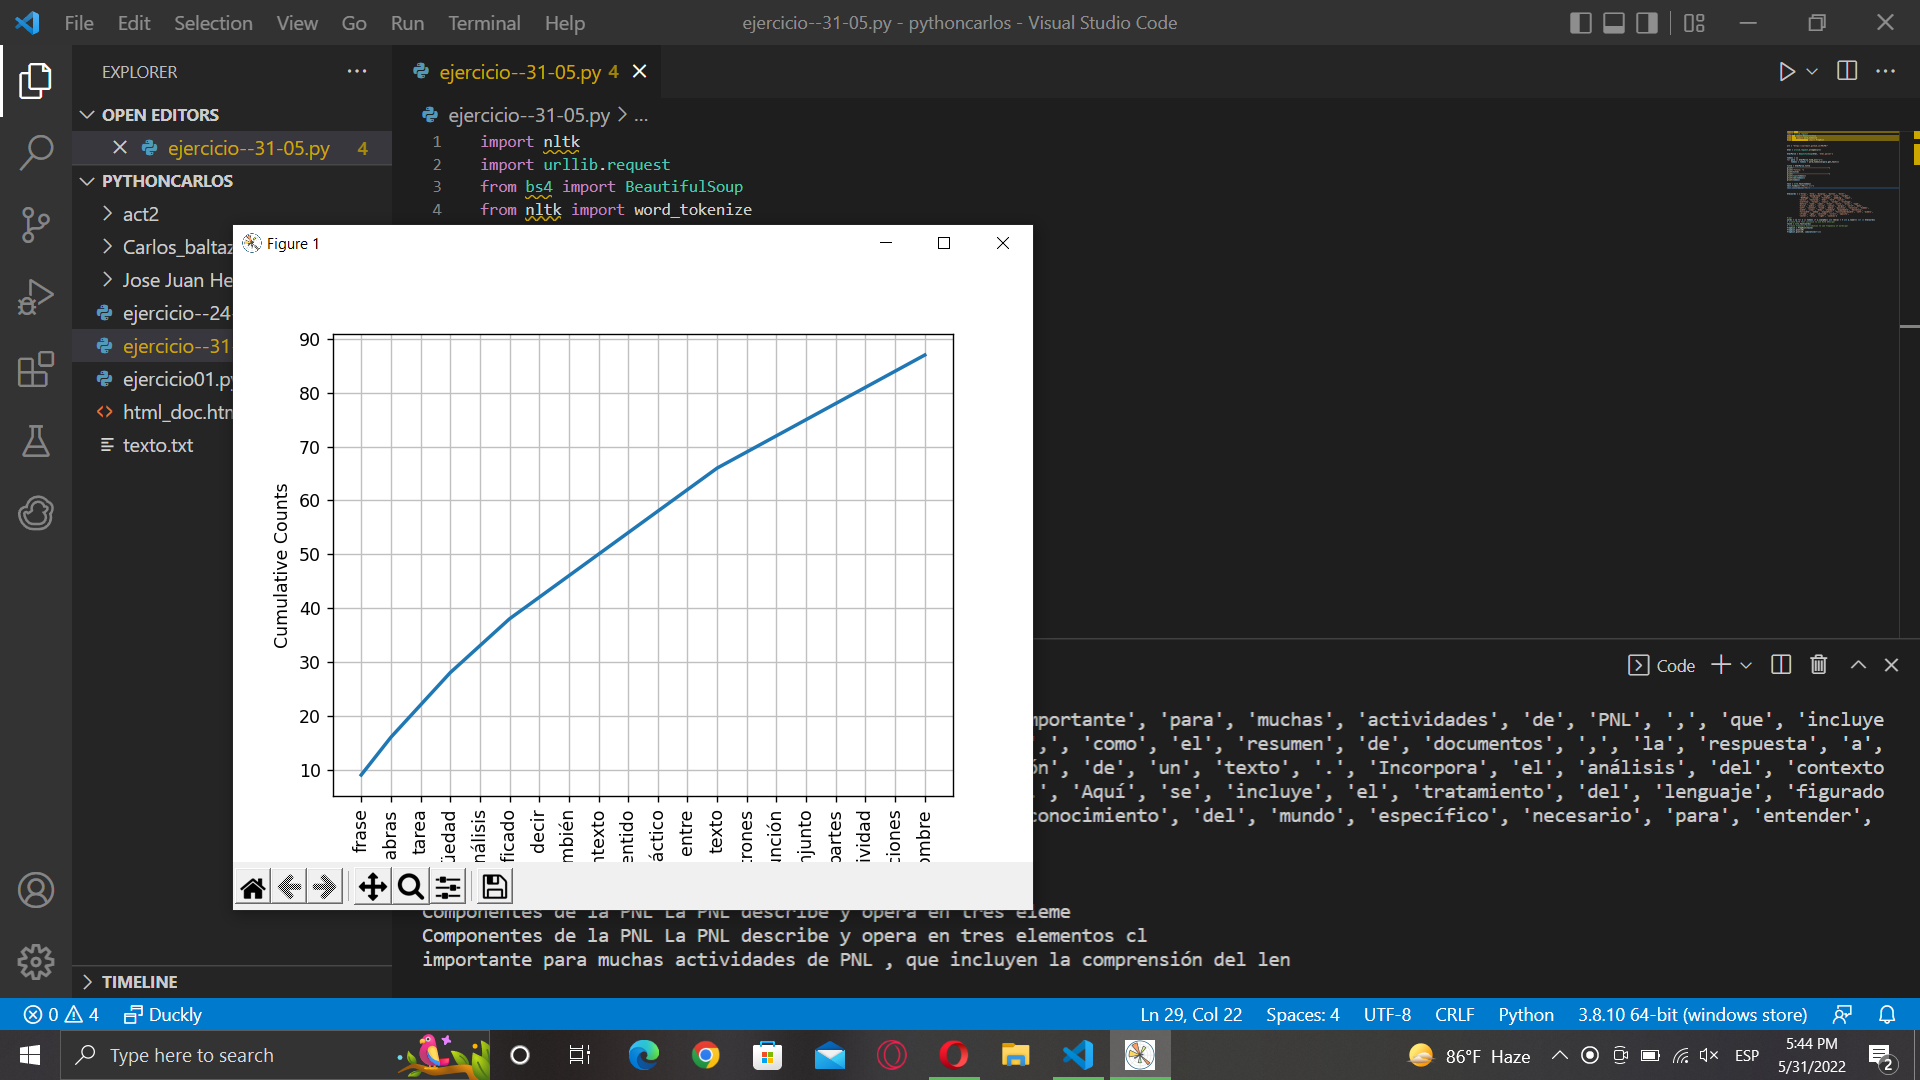 File Edit Selection View Go Run Terminal Help
ejercicio--31-05.py - pythoncarlos - Visual Studio Code
EXPLORER
OPEN EDITORS
ejercicio--31-05.py 4
PYTHONCARLOS
act2
Carlos_baltaz
Jose Juan He
ejercicio--24
ejercicio--31
ejercicio01.py
html_doc.htm
texto.txt
TIMELINE
ejercicio--31-05.py 4
ejercicio--31-05.py > ...
1 import nltk
2 import urllib.request
3 from bs4 import BeautifulSoup
4 from nltk import word_tokenize
Figure 1
90
80
70
60
50
40
30
20
10
Cumulative Counts
frase
abras
tarea
üedad
nálisis
ficado
decir
mbién
ntexto
entido
áctico
entre
texto
trones
unción
njunto
partes
vidad
ciones
ombre
Code
mportante', 'para', 'muchas', 'actividades', 'de', 'PNL', ',', 'que', 'incluye
',', 'como', 'el', 'resumen', 'de', 'documentos', ',', 'la', 'respuesta', 'a',
ón', 'de', 'un', 'texto', '.', 'Incorpora', 'el', 'análisis', 'del', 'contexto
.', 'Aquí', 'se', 'incluye', 'el', 'tratamiento', 'del', 'lenguaje', 'figurado
conocimiento', 'del', 'mundo', 'específico', 'necesario', 'para', 'entender',
Componentes de la PNL La PNL describe y opera en tres eleme
Componentes de la PNL La PNL describe y opera en tres elementos cl
importante para muchas actividades de PNL , que incluyen la comprensión del len
0 4 Duckly
Ln 29, Col 22 Spaces: 4 UTF-8 CRLF Python 3.8.10 64-bit (windows store)
Type here to search
86°F Haze
ESP
5:44 PM
5/31/2022
2